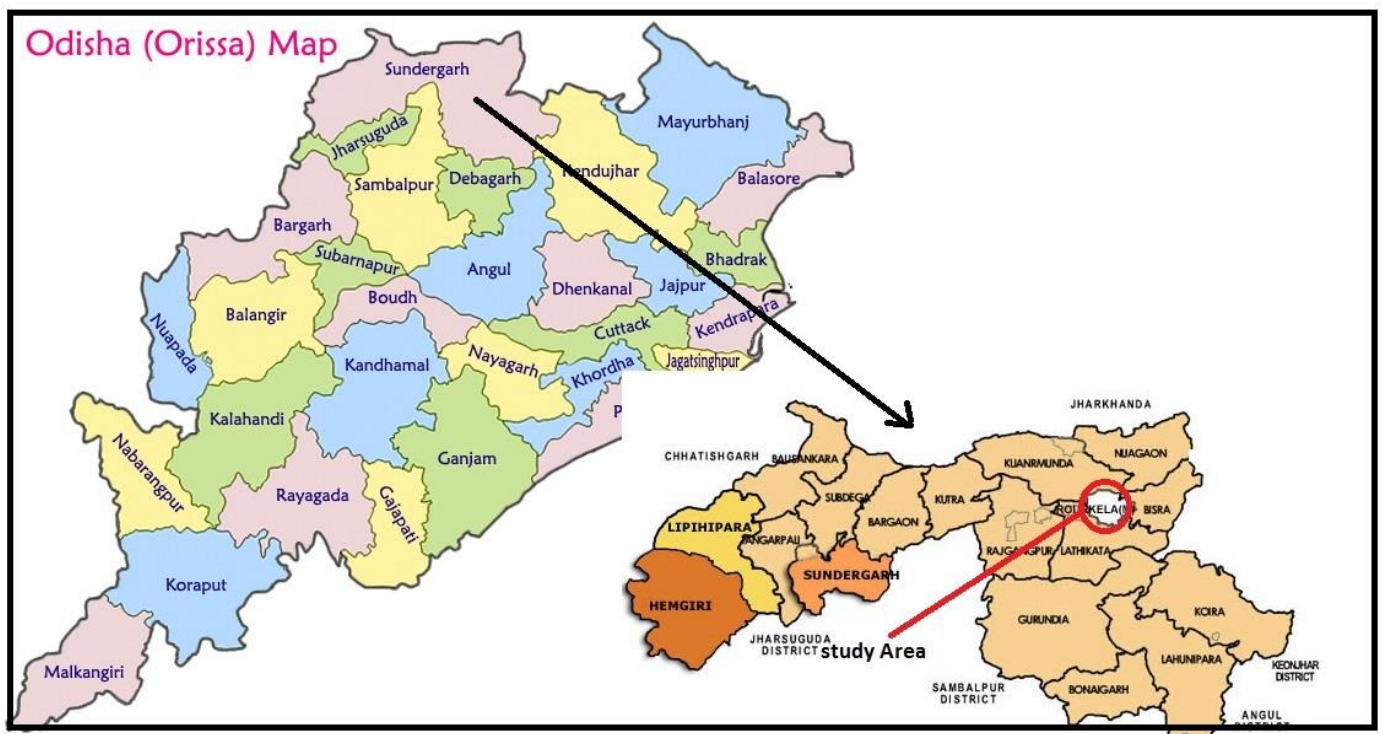 Odisha (Orissa) Map
Sundergarh
Mayurbhanj
Jharsuguda
Kendujhar
Sambalpur
Debagarh
Balasore
Bargarh
Subarnapur
Angul
Bhadrak
Dhenkanal
Jajpur
Boudh
Balangir
Kendrapara
Cuttack
Nuapada
Kandhamal
Nayagarh
Khordha
Jagatsinghpur
Kalahandi
P
Ganjam
Nabarangpur
Rayagada
Gajapati
Koraput
Malkangiri
JHARKHANDA
CHHATISHGARH
BALISANKARA
KUANRMUNDA
NUAGAON
SUBDEGA
KUTRA
BARGAON
BISRA
LIPIHIPARA
TANGARPALI
RAJGANGPUR
LATHIKATA
SUNDERGARH
HEMGIRI
KOIRA
GURUNDIA
JHARSUGUDA
DISTRICT
study Area
LAHUNIPARA
KEONJHAR
DISTRICT
SAMBALPUR
DISTRICT
BONAIGARH
ANGUL
DISTRICT